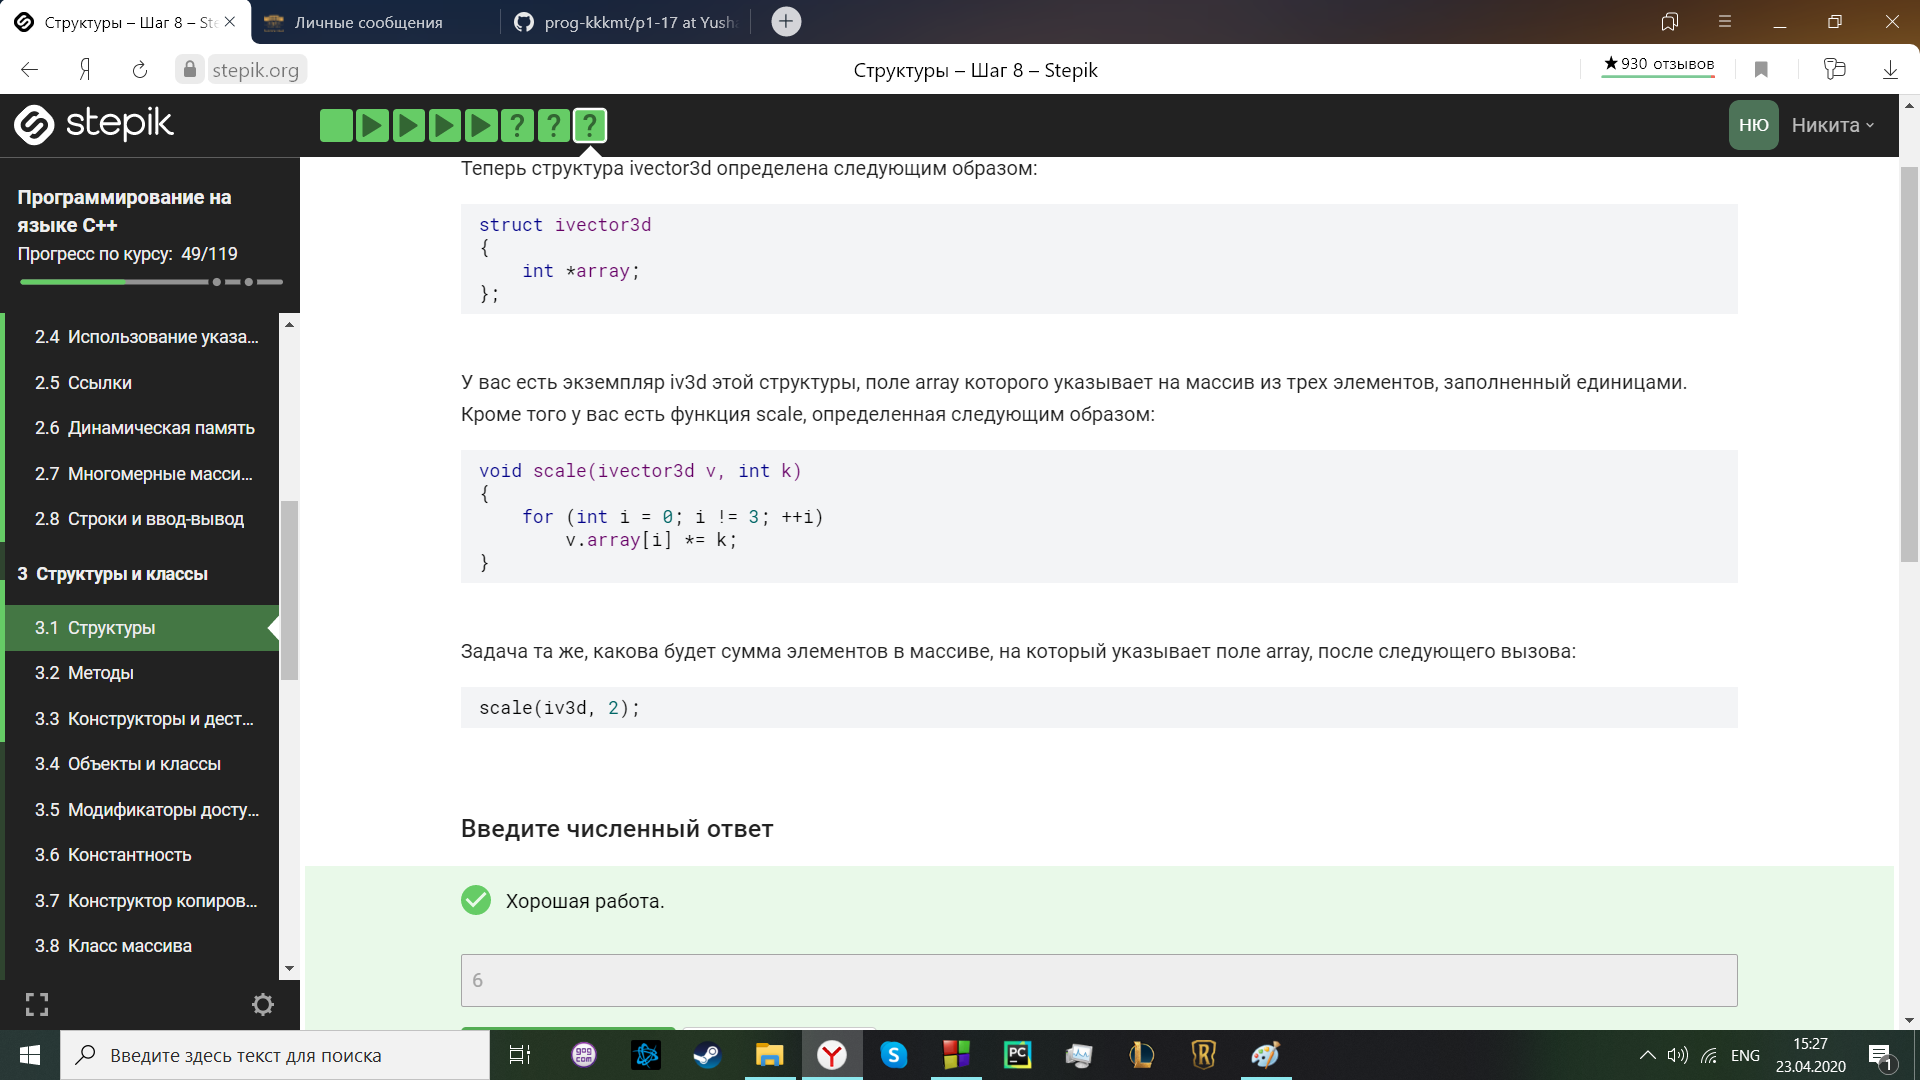 Структуры – Шаг 8 – Ste
Личные сообщения
prog-kkkmt/p1-17 at Yush
stepik.org
Структуры – Шаг 8 – Stepik
★930 отзывов
stepik
? ? ?
НЮ Никита
Программирование на
языке C++
Прогресс по курсу: 49/119
2.4 Использование указа...
2.5 Ссылки
2.6 Динамическая память
2.7 Многомерные масси...
2.8 Строки и ввод-вывод
3 Структуры и классы
3.1 Структуры
3.2 Методы
3.3 Конструкторы и дест...
3.4 Объекты и классы
3.5 Модификаторы досту...
3.6 Константность
3.7 Конструктор копиров...
3.8 Класс массива
Теперь структура ivector3d определена следующим образом:
struct ivector3d
{
    int *array;
};
У вас есть экземпляр iv3d этой структуры, поле array которого указывает на массив из трех элементов, заполненный единицами.
Кроме того у вас есть функция scale, определенная следующим образом:
void scale(ivector3d v, int k)
{
    for (int i = 0; i != 3; ++i)
        v.array[i] *= k;
}
Задача та же, какова будет сумма элементов в массиве, на который указывает поле array, после следующего вызова:
scale(iv3d, 2);
Введите численный ответ
Хорошая работа.
6
Введите здесь текст для поиска
GOG COM
PC
ENG
15:27
23.04.2020
1